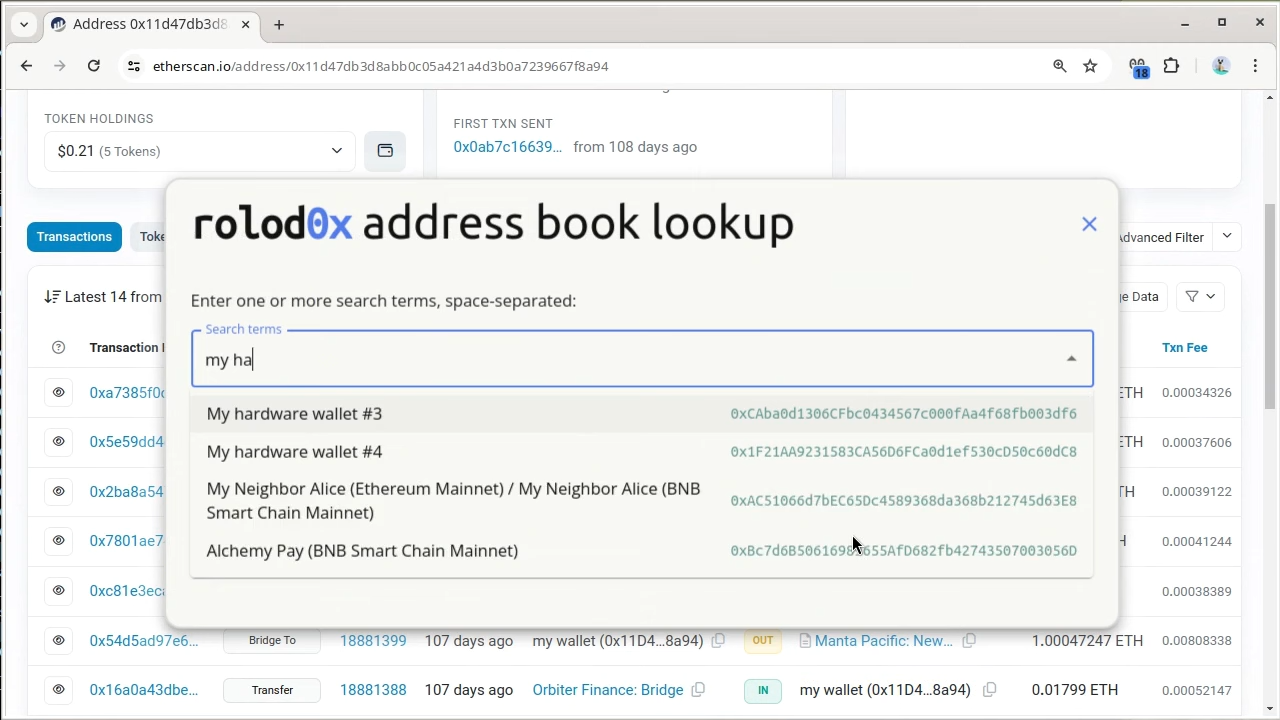 Address 0x11d47db3d8
etherscan.io/address/0x11d47db3d8abb0c05a421a4d3b0a7239667f8a94
18
TOKEN HOLDINGS
$0.21 (5 Tokens)
FIRST TXN SENT
0x0ab7c16639... from 108 days ago
Transactions
Advanced Filter
Latest 14 from
Transaction
Txn Fee
rolod0x address book lookup
Enter one or more search terms, space-separated:
Search terms
my ha
My hardware wallet #3 0xCAba0d1306CFbc0434567c000fAa4f68fb003df6
My hardware wallet #4 0x1F21AA9231583CA56D6FCa0d1ef530cD50c60dC8
My Neighbor Alice (Ethereum Mainnet) / My Neighbor Alice (BNB
Smart Chain Mainnet) 0xAC51066d7bEC65Dc4589368da368b212745d63E8
Alchemy Pay (BNB Smart Chain Mainnet)
ETH 0.00034326
ETH 0.00037606
0.00039122
0.00041244
0.00038389
0x54d5ad97e6... Bridge To 18881399 107 days ago my wallet (0x11D4...8a94) OUT Manta Pacific: New... 1.00047247 ETH 0.00808338
0x16a0a43dbe... Transfer 18881388 107 days ago Orbiter Finance: Bridge IN my wallet (0x11D4...8a94) 0.01799 ETH 0.00052147